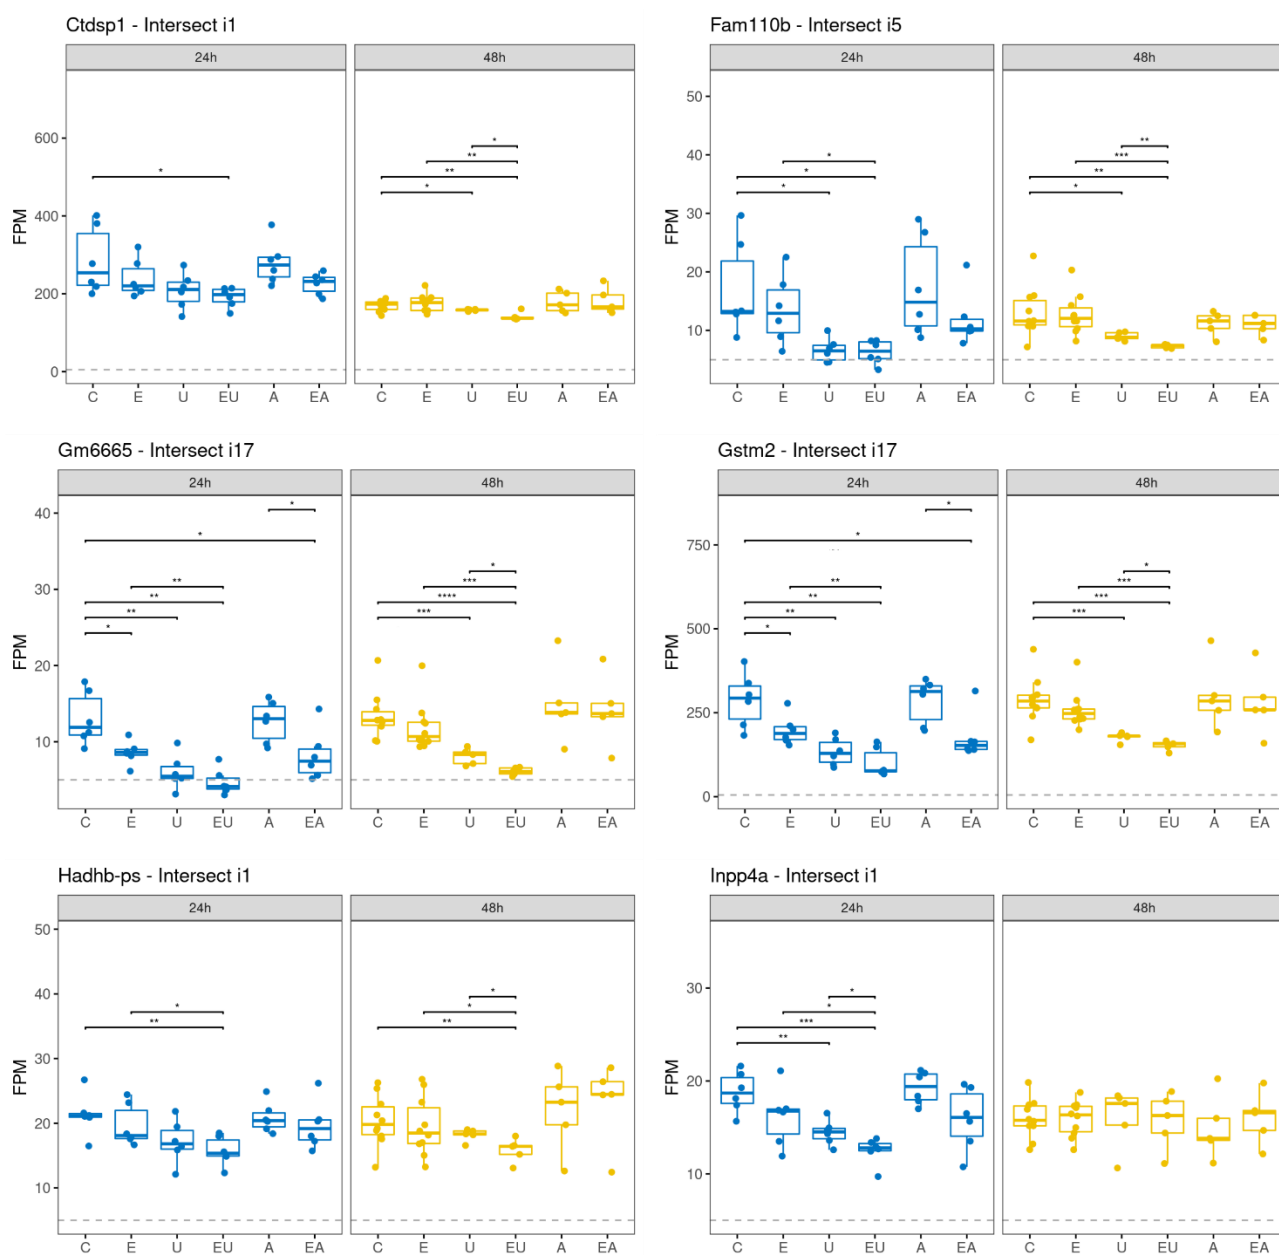 Ctdsp1 - Intersect i1
24h
48h
FPM
600
400
200
0
*
*
**
**
*
C E U EU A EA
C E U EU A EA
Fam110b - Intersect i5
24h
48h
FPM
50
40
30
20
10
*
*
*
**
***
**
*
C E U EU A EA
C E U EU A EA
Gm6665 - Intersect i17
24h
48h
FPM
40
30
20
10
*
*
**
**
**
*
*
***
****
***
C E U EU A EA
C E U EU A EA
Gstm2 - Intersect i17
24h
48h
FPM
750
500
250
0
*
*
**
**
**
*
*
***
***
***
C E U EU A EA
C E U EU A EA
Hadhb-ps - Intersect i1
24h
48h
FPM
50
40
30
20
10
*
**
*
*
**
C E U EU A EA
C E U EU A EA
Inpp4a - Intersect i1
24h
48h
FPM
30
20
10
*
*
***
**
C E U EU A EA
C E U EU A EA